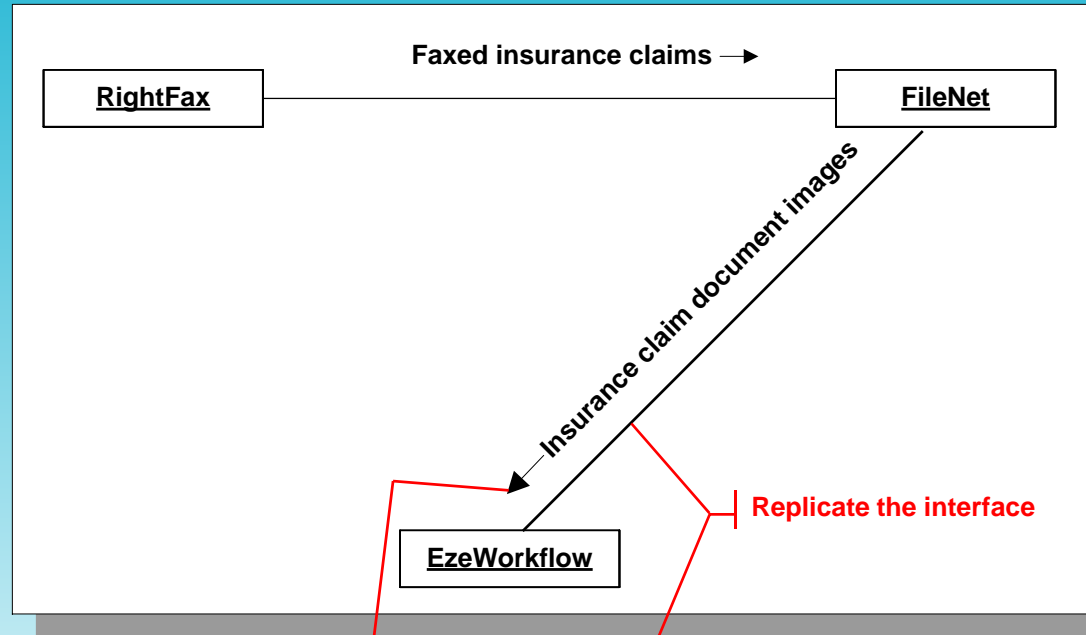 Faxed insurance claims
RightFax
FileNet
Insurance claim document images
Replicate the interface
EzeWorkflow